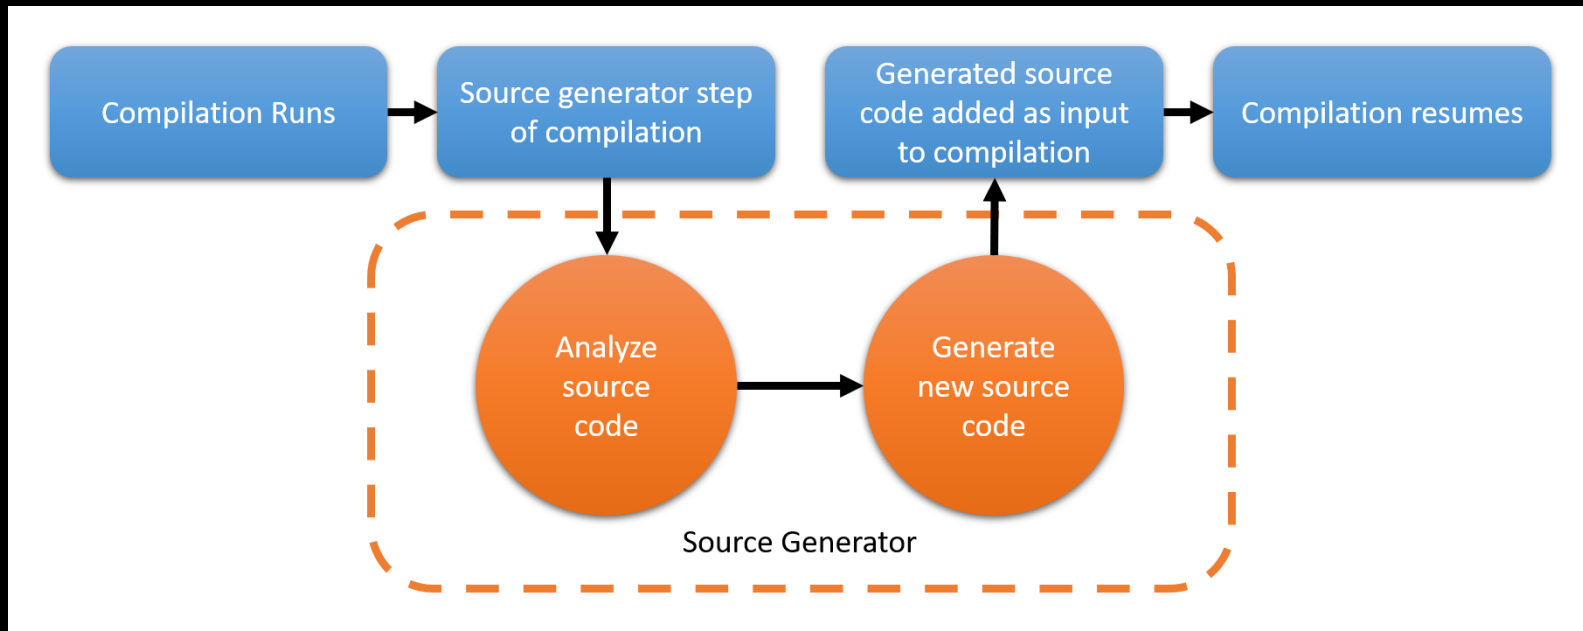 Compilation Runs
Source generator step
of compilation
Generated source
code added as input
to compilation
Compilation resumes
Analyze
source
code
Generate
new source
code
Source Generator